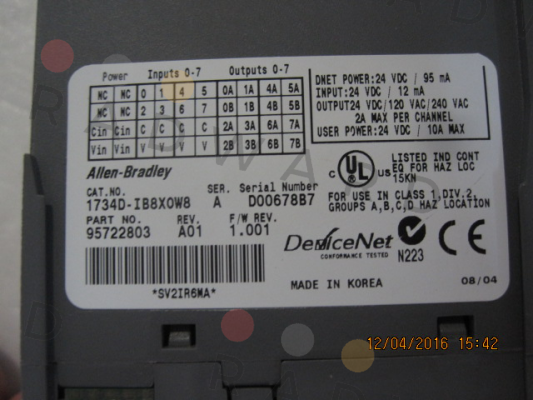 Power Inputs 0-7 Outputs 0-7
NC NC 0 1 4 5 0A 1A 4A 5A
NC NC 2 3 6 7 0B 1B 4B 5B
Cin Cin C C C C 2A 3A 6A 7A
Vin Vin V V V V 2B 3B 6B 7B
DNET POWER:24 VDC / 95 mA
INPUT:24 VDC / 12 mA
OUTPUT24 VDC/120 VAC/240 VAC
2A MAX PER CHANNEL
USER POWER:24 VDC / 10A MAX
Allen-Bradley
CAT.NO. SER. Serial Number
1734D-IB8XOW8 A D00678B7
PART NO. REV. F/W REV.
95722803 A01 1.001
*SV2IR6MA*
C UL US LISTED IND CONT
EQ FOR HAZ LOC
15KN
FOR USE IN CLASS 1,DIV.2,
GROUPS A,B,C,D HAZ LOCATION
DeviceNet
CONFORMANCE TESTED
N223
CE
MADE IN KOREA 08/04
12/04/2016 15:42